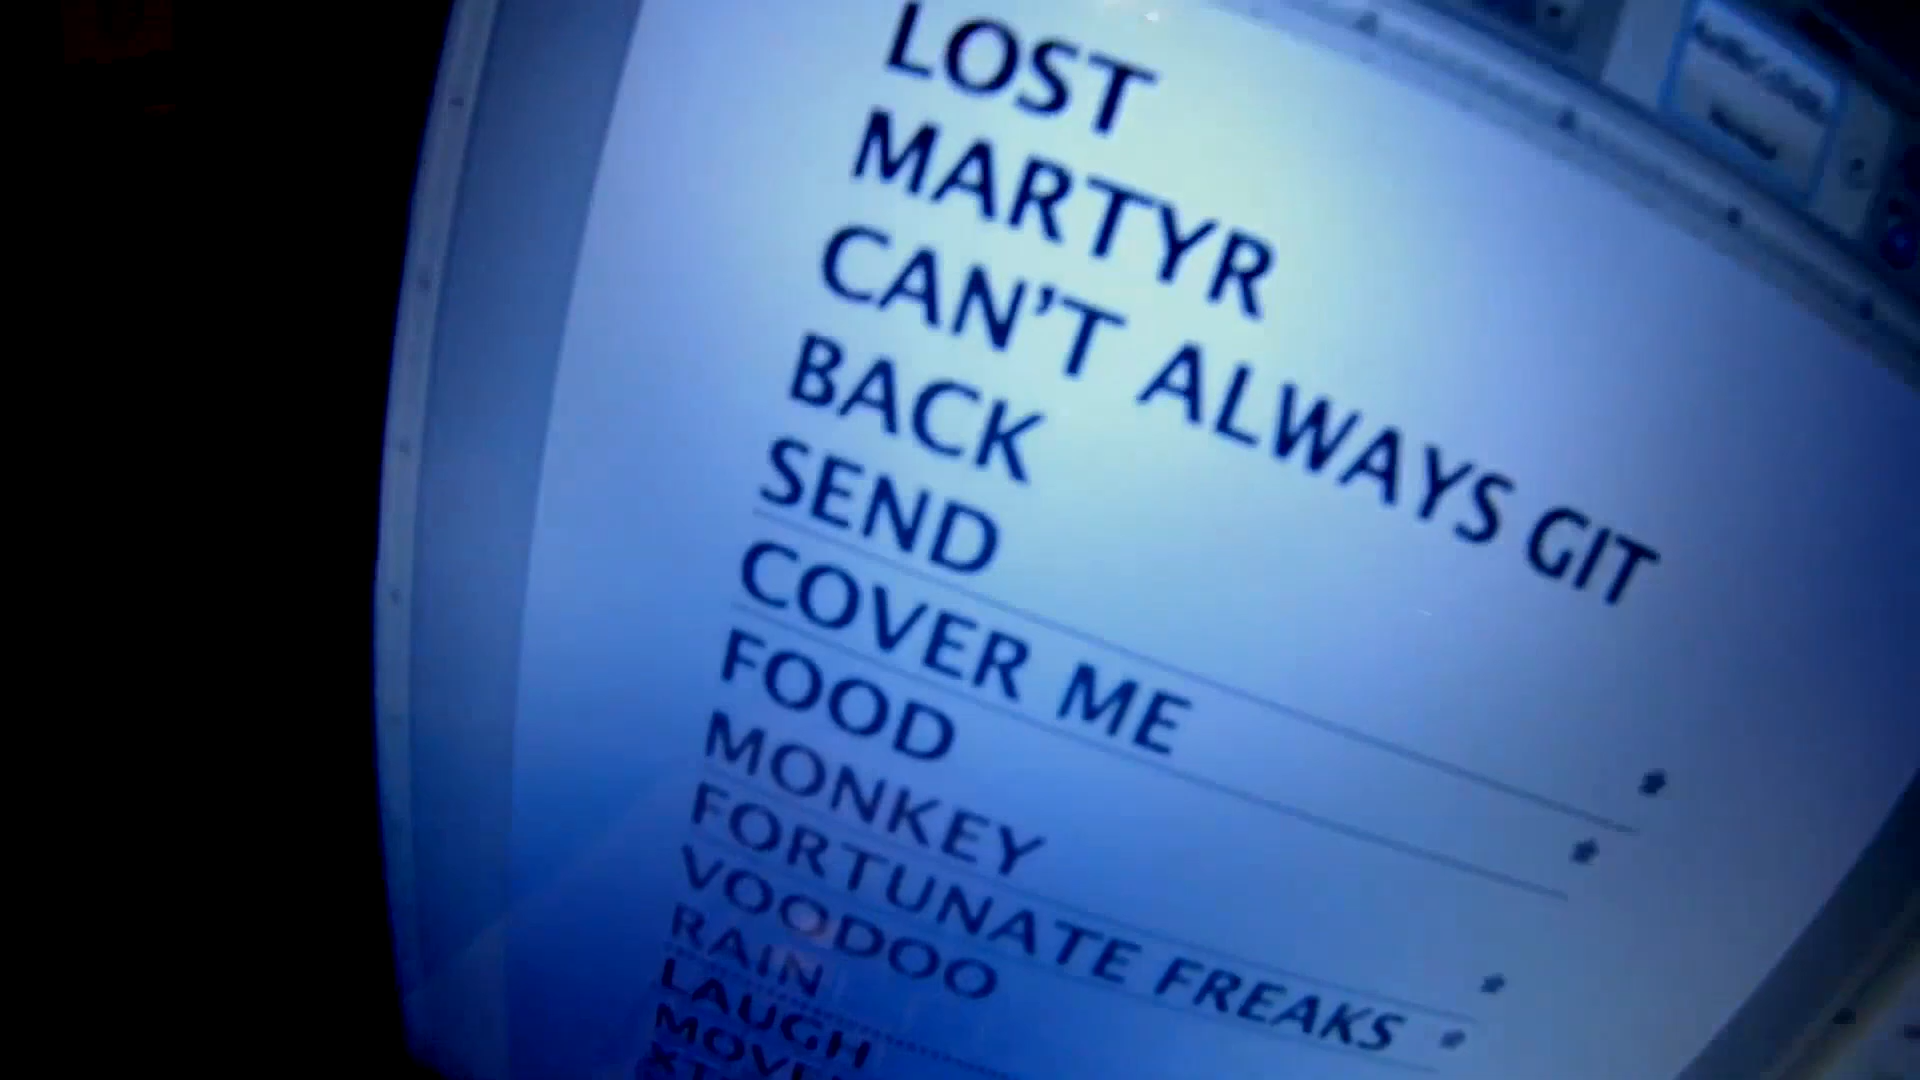 LOST
MARTYR
CAN'T ALWAYS GIT
BACK
SEND
COVER ME
FOOD
MONKEY
FORTUNATE FREAKS
VOODOO
RAIN
LAUGH